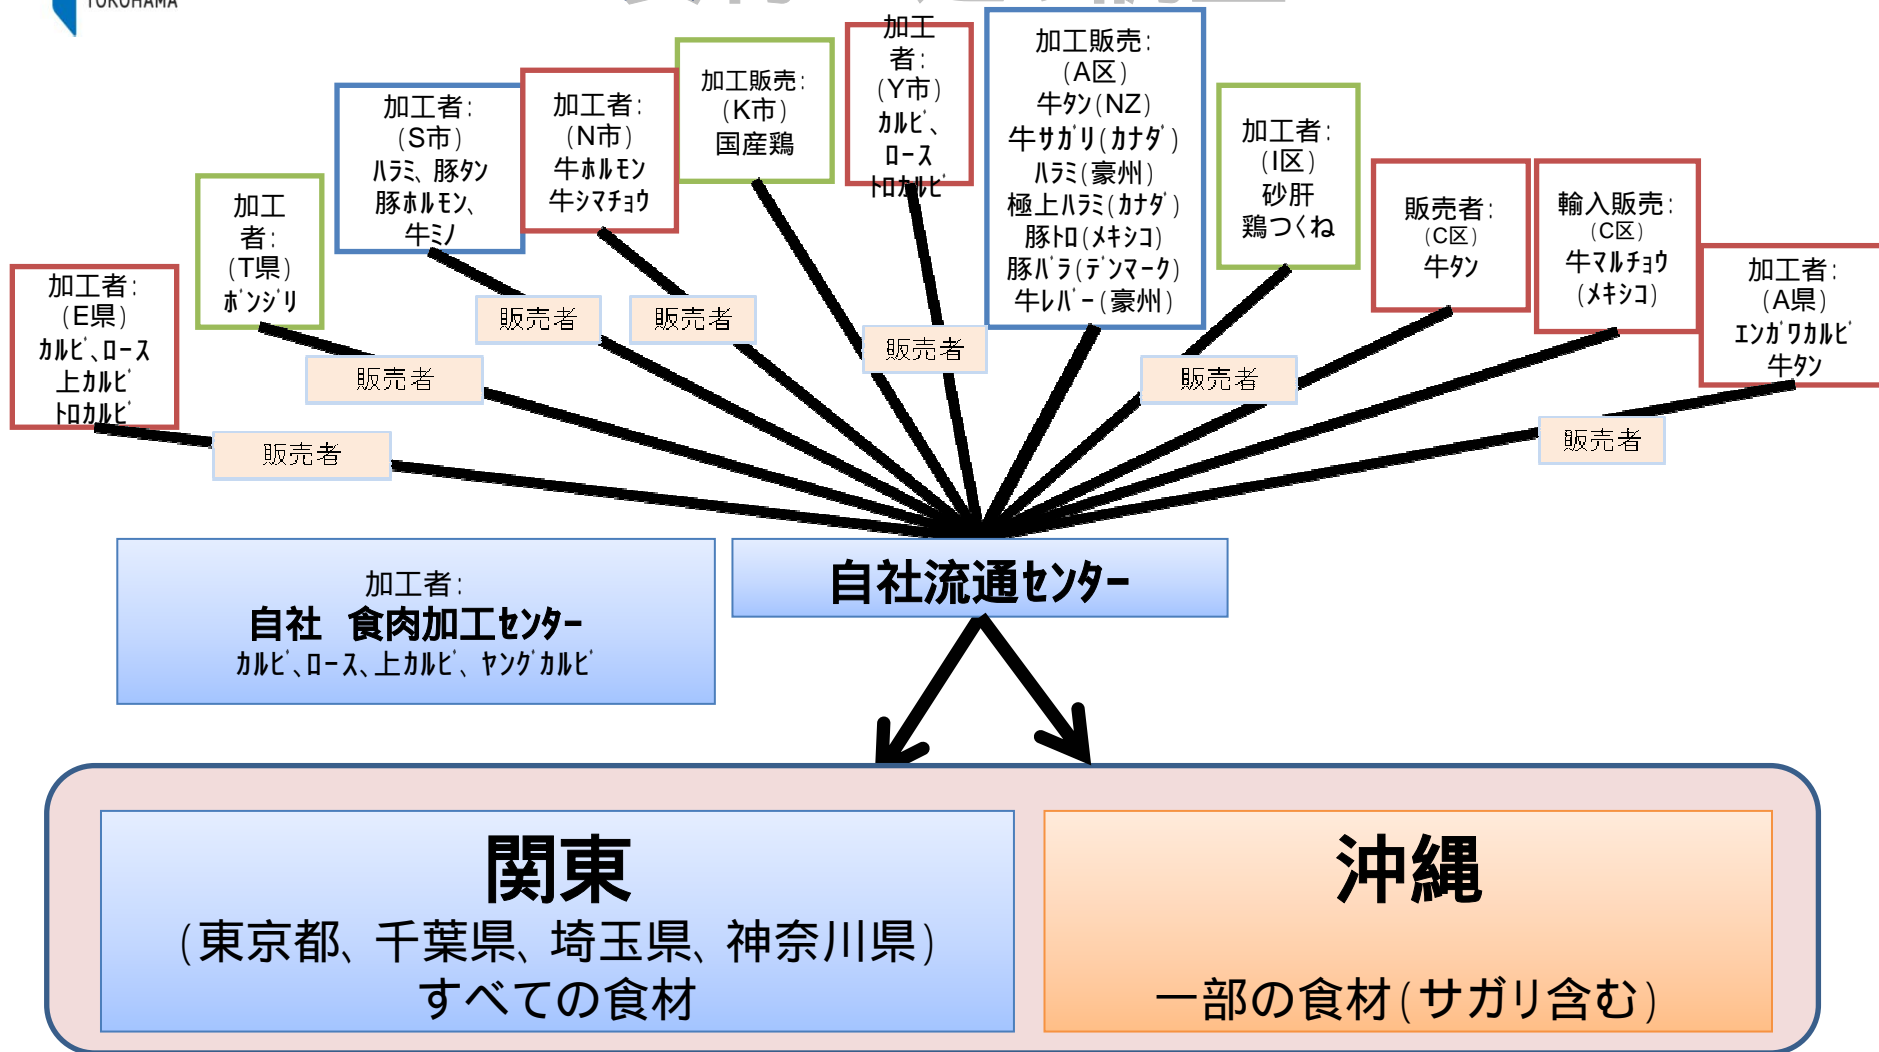 YOKOHAMA
加工者:
(E県)
ｶﾙﾋﾞ､ﾛｰｽ
上ｶﾙﾋﾞ
ﾄﾛｶﾙﾋﾞ
加工
者:
(T県)
ﾎﾞﾝｼﾞﾘ
加工者:
(S市)
ﾊﾗﾐ､豚ﾀﾝ
豚ﾎﾙﾓﾝ､
牛ﾐﾉ
加工者:
(N市)
牛ﾎﾙﾓﾝ
牛ｼﾏﾁｮｳ
加工販売:
(K市)
国産鶏
加工
者:
(Y市)
ｶﾙﾋﾞ､
ﾛｰｽ
ﾄﾛｶﾙﾋﾞ
加工販売:
(A区)
牛ﾀﾝ(NZ)
牛ｻｶﾞﾘ(ｶﾅﾀﾞ)
ﾊﾗﾐ(豪州)
極上ﾊﾗﾐ(ｶﾅﾀﾞ)
豚ﾄﾛ(ﾒｷｼｺ)
豚ﾊﾞﾗ(ﾃﾞﾝﾏｰｸ)
牛ﾚﾊﾞｰ(豪州)
加工者:
(I区)
砂肝
鶏つくね
販売者:
(C区)
牛ﾀﾝ
輸入販売:
(C区)
牛ﾏﾙﾁｮｳ
(ﾒｷｼｺ)
加工者:
(A県)
ｴﾝｶﾞﾜｶﾙﾋﾞ
牛ﾀﾝ
販売者
販売者
販売者
販売者
販売者
販売者
販売者
自社流通ｾﾝﾀｰ
加工者:
自社　食肉加工ｾﾝﾀｰ
ｶﾙﾋﾞ､ﾛｰｽ､上ｶﾙﾋﾞ､ﾔﾝｸﾞｶﾙﾋﾞ
関東
(東京都、千葉県、埼玉県、神奈川県)
すべての食材
沖縄
一部の食材(サガリ含む)